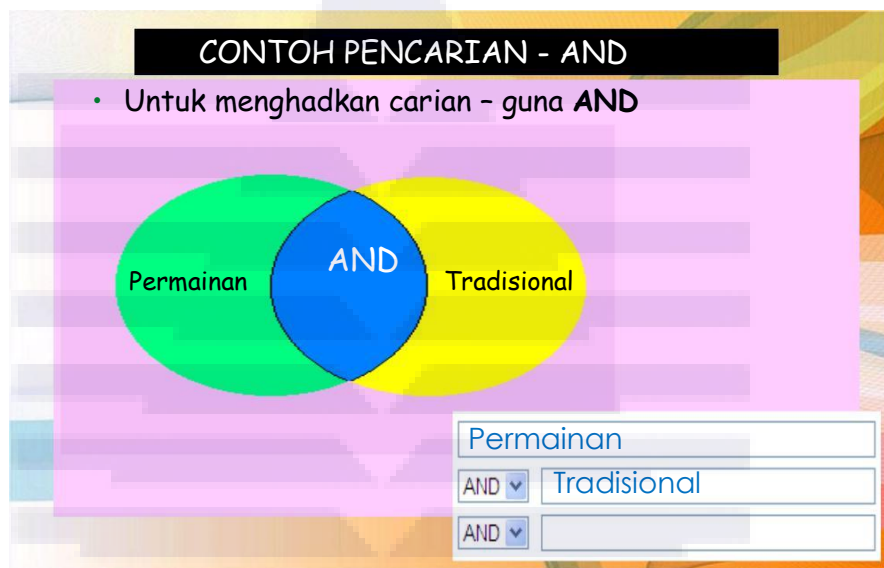 CONTOH PENCARIAN - AND
• Untuk menghadkan carian – guna AND
Permainan
AND
Tradisional
Permainan
AND Tradisional
AND